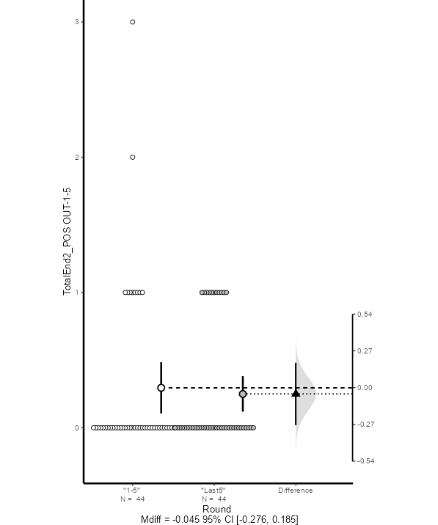 3
TotalEnd2_POS OUT-1-5
2
1
0
0.54
0.27
0.00
-0.27
-0.54
"1-5" "Last5" Difference
N = 44 N = 44
Round
Mdiff = -0.045 95% CI [-0.276, 0.185]